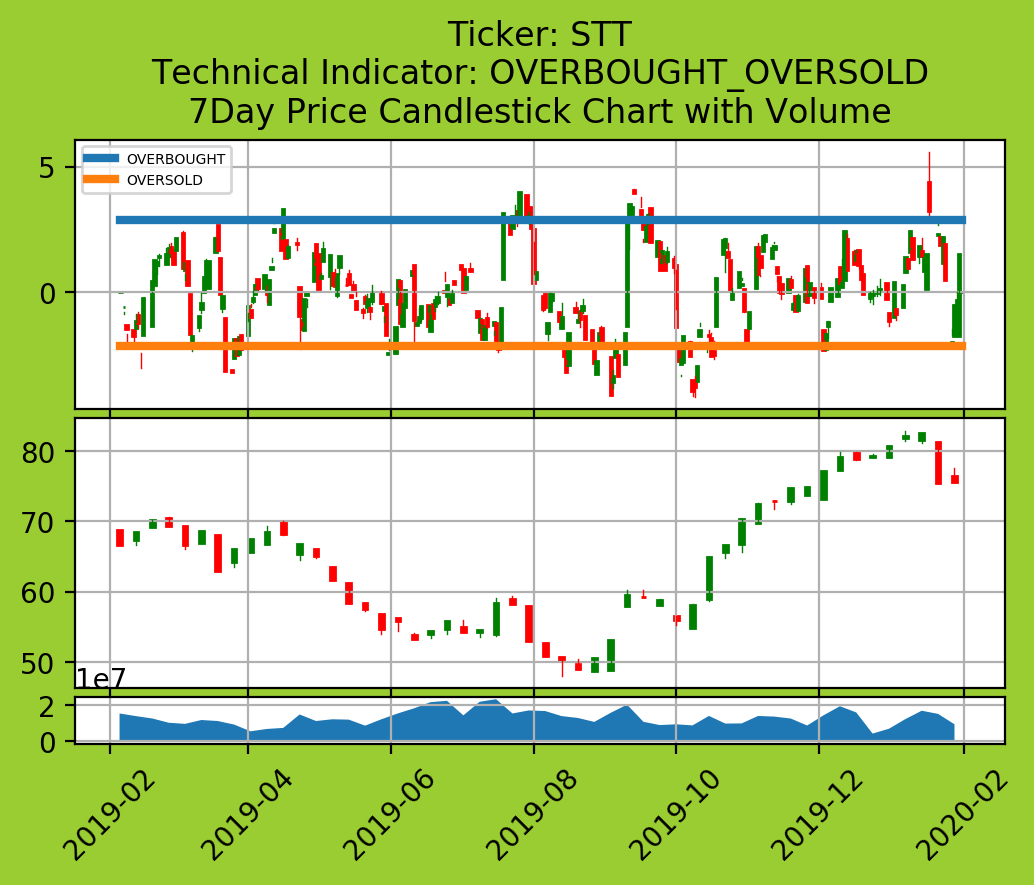 Ticker: STT
Technical Indicator: OVERBOUGHT_OVERSOLD
7Day Price Candlestick Chart with Volume
OVERBOUGHT
OVERSOLD
5
0
80
70
60
50
1e7
2
0
2019-02
2019-04
2019-06
2019-08
2019-10
2019-12
2020-02